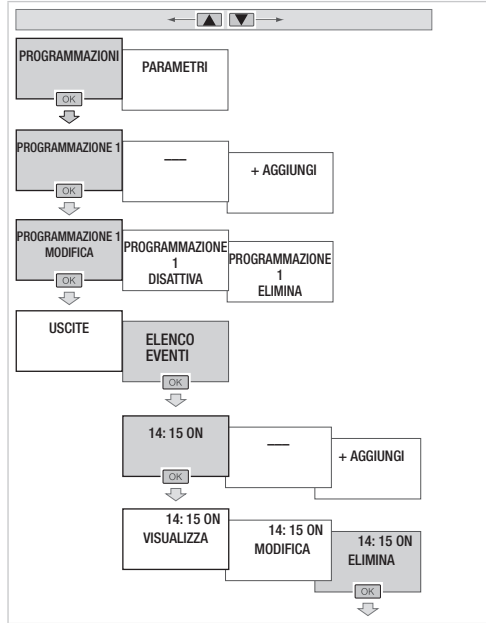 PROGRAMMAZIONI
PARAMETRI
OK
PROGRAMMAZIONE 1
+ AGGIUNGI
OK
PROGRAMMAZIONE 1
MODIFICA
OK
PROGRAMMAZIONE
1
DISATTIVA
PROGRAMMAZIONE
1
ELIMINA
USCITE
ELENCO
EVENTI
OK
14: 15 ON
OK
+ AGGIUNGI
14: 15 ON
VISUALIZZA
14: 15 ON
MODIFICA
14: 15 ON
ELIMINA
OK